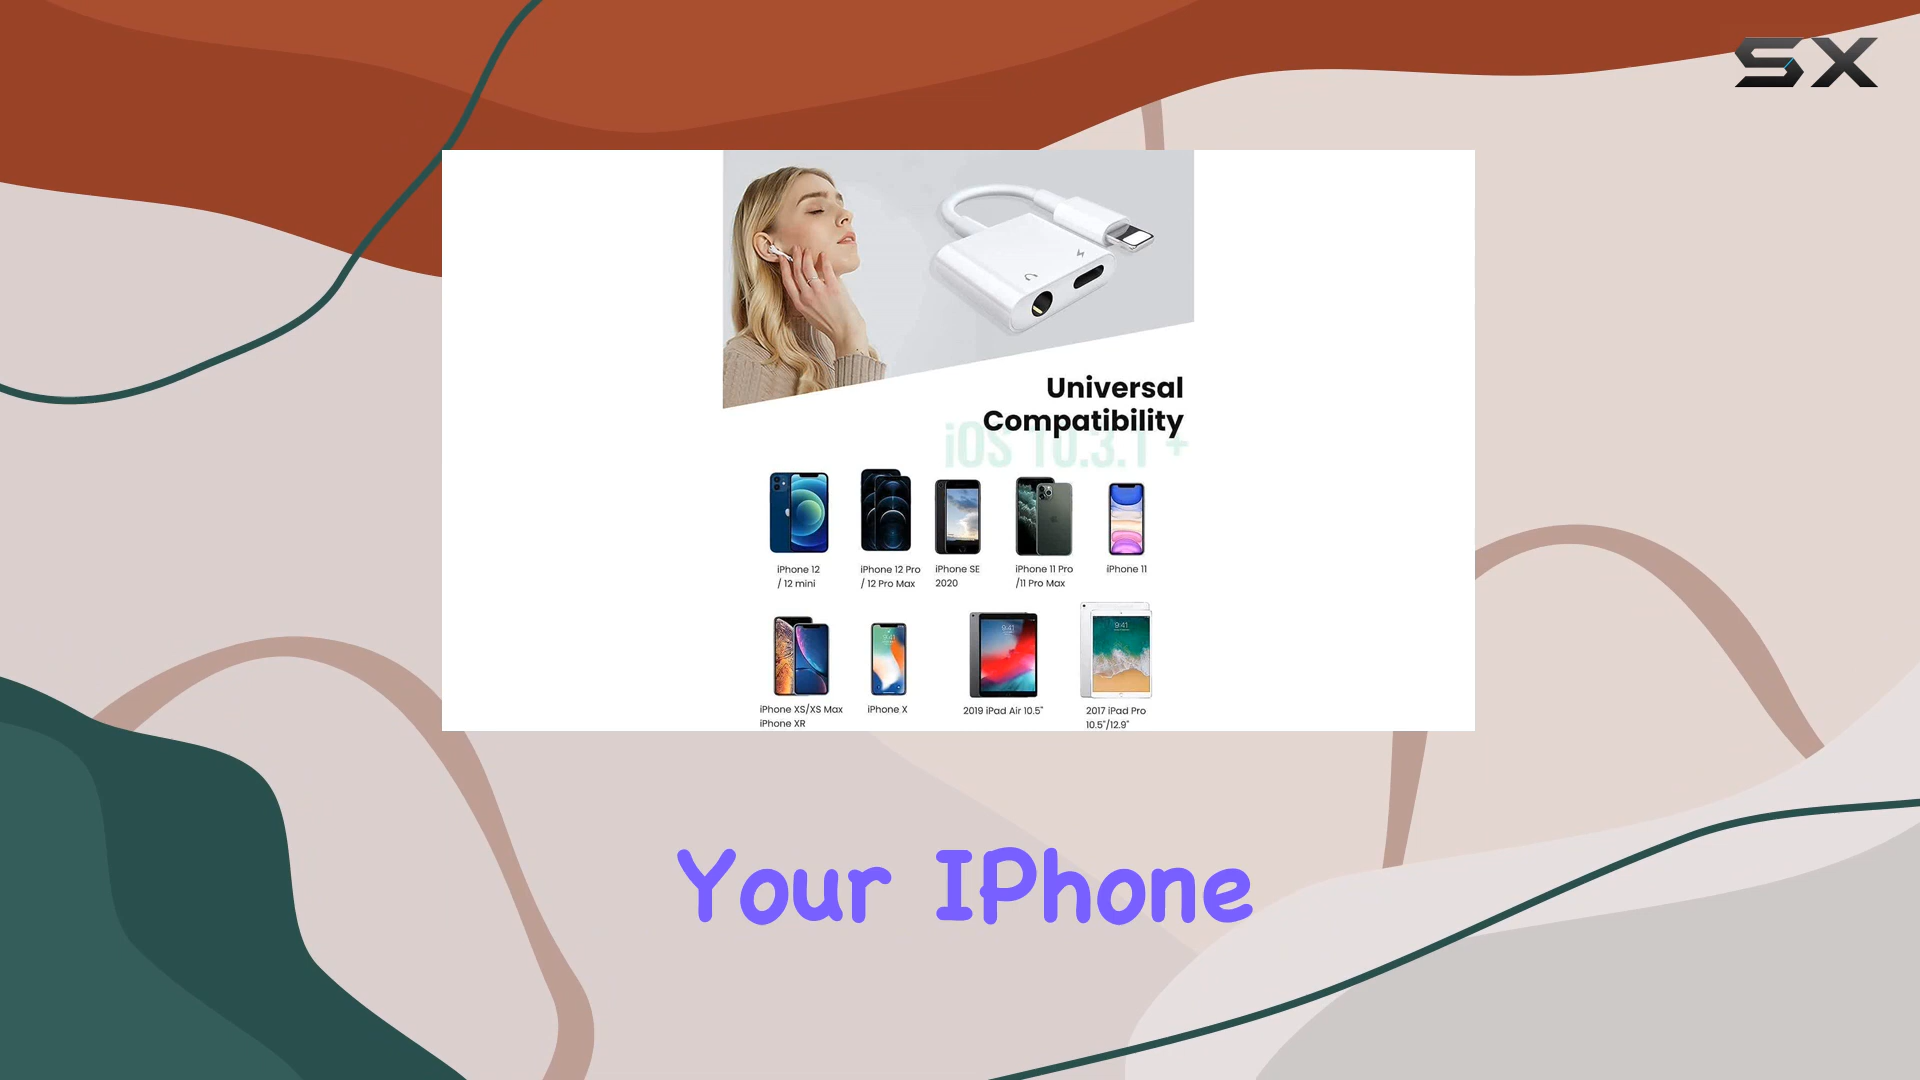 SX
Universal
Compatibility
iOS 10.3.1 +
iPhone 12
/ 12 mini
iPhone 12 Pro
/ 12 Pro Max
iPhone SE
2020
iPhone 11 Pro
/11 Pro Max
iPhone 11
iPhone XS/XS Max
iPhone XR
iPhone X
2019 iPad Air 10.5"
2017 iPad Pro
10.5"/12.9"
Your IPhone